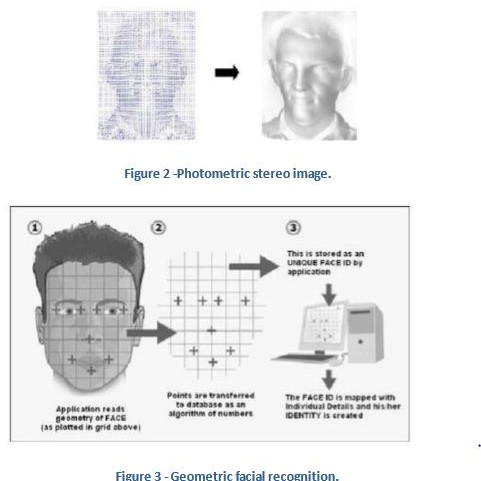 Figure 2 -Photometric stereo image.
1
2
3
This is stored as an
UNIQUE FACE ID by
application
Application reads
geometry of FACE
(as plotted in grid above)
Points are transferred
to database as an
algorithm of numbers
The FACE ID is mapped with
Individual Details and his/her
IDENTITY is created
Figure 3 - Geometric facial recognition.